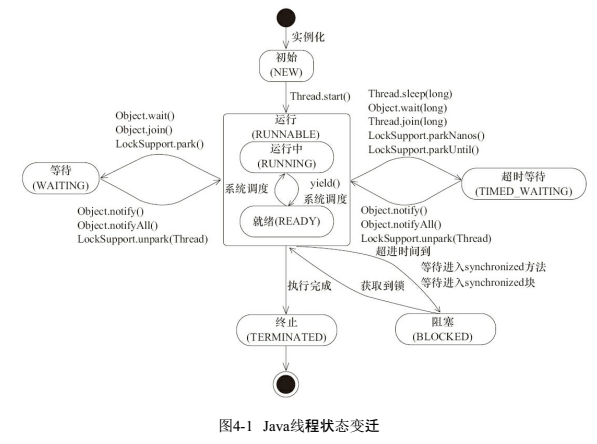 实例化
初始
(NEW)
Thread.start()
Object.wait()
Object.join()
LockSupport.park()
运行
(RUNNABLE)
运行中
(RUNNING)
系统调度
yield()
系统调度
就绪(READY)
Thread.sleep(long)
Object.wait(long)
Thread.join(long)
LockSupport.parkNanos()
LockSupport.parkUntil()
等待
(WAITING)
超时等待
(TIMED_WAITING)
Object.notify()
Object.notifyAll()
LockSupport.unpark(Thread)
Object.notify()
Object.notifyAll()
LockSupport.unpark(Thread)
超进时间到
等待进入synchronized方法
等待进入synchronized块
执行完成
获取到锁
终止
(TERMINATED)
阻塞
(BLOCKED)
图4-1 Java线程状态变迁